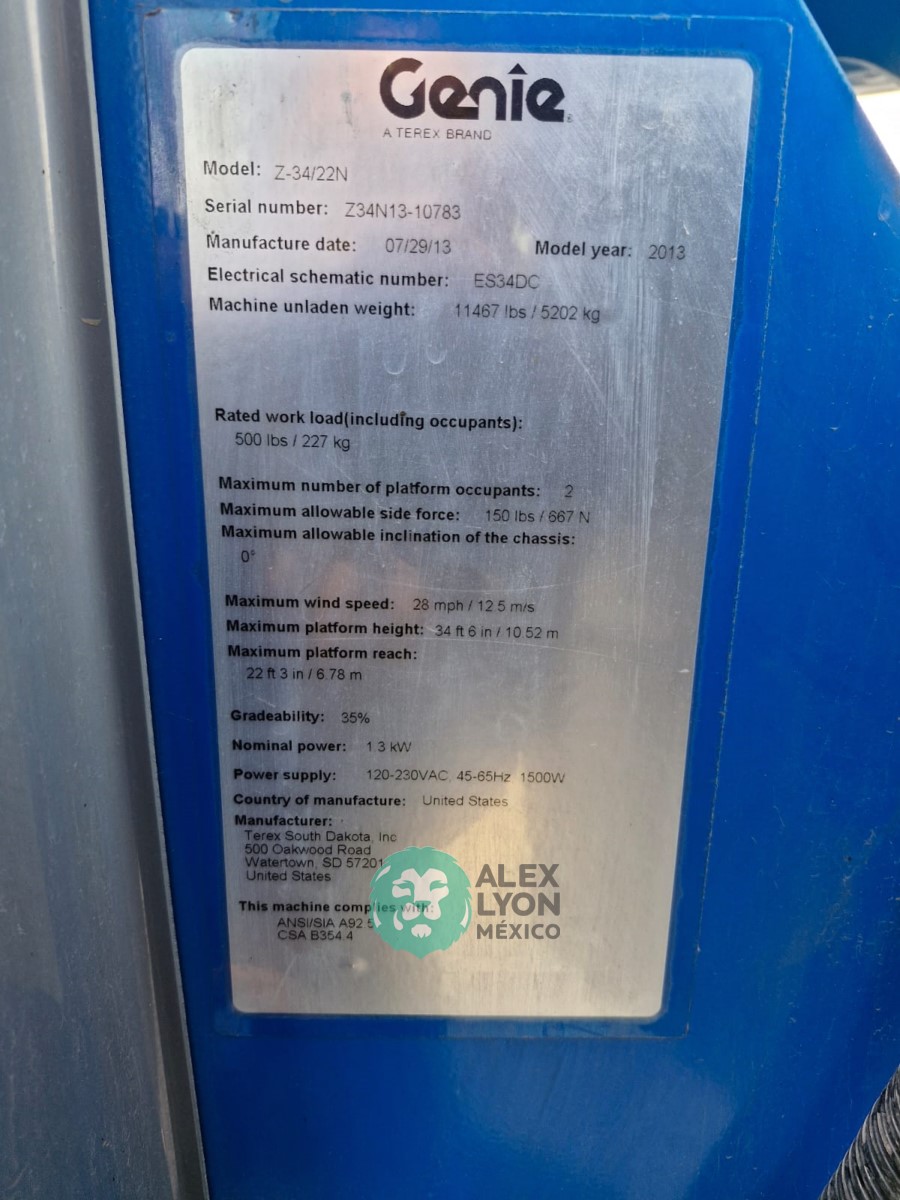 Genie®
A TEREX BRAND
Model: Z-34/22N
Serial number: Z34N13-10783
Manufacture date: 07/29/13 Model year: 2013
Electrical schematic number: ES34DC
Machine unladen weight: 11467 lbs / 5202 kg
Rated work load(including occupants):
500 lbs / 227 kg
Maximum number of platform occupants: 2
Maximum allowable side force: 150 lbs / 667 N
Maximum allowable inclination of the chassis:
0°
Maximum wind speed: 28 mph / 12.5 m/s
Maximum platform height: 34 ft 6 in / 10.52 m
Maximum platform reach:
22 ft 3 in / 6.78 m
Gradeability: 35%
Nominal power: 1.3 kW
Power supply: 120-230VAC, 45-65Hz 1500W
Country of manufacture: United States
Manufacturer:
Terex South Dakota, Inc
500 Oakwood Road
Watertown, SD 57201
United States
This machine complies with:
ANSI/SIA A92.5
CSA B354.4
ALEX
LYON
MÉXICO